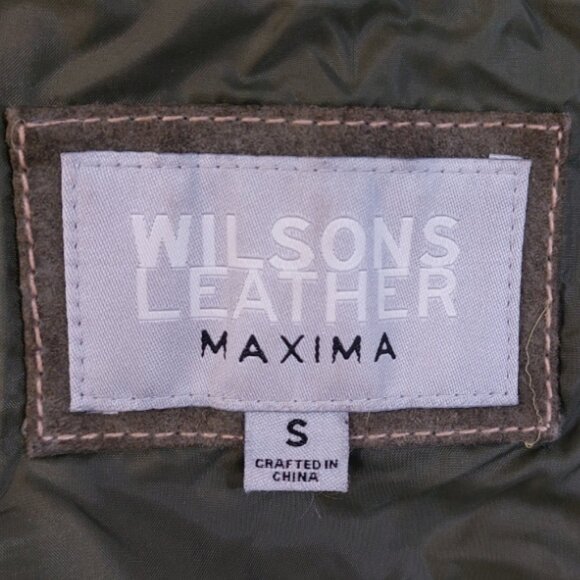 WILSONS
LEATHER
MAXIMA
S
CRAFTED IN
CHINA